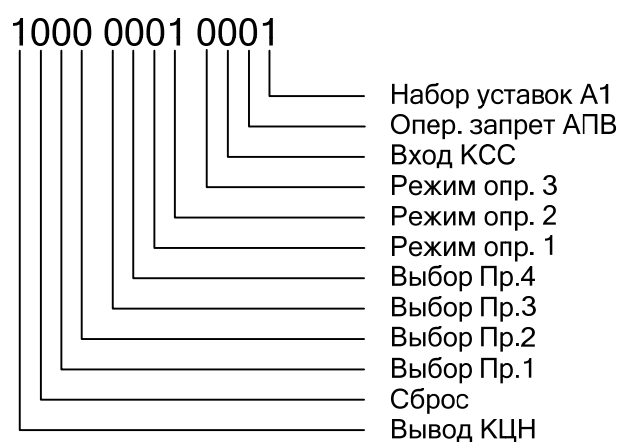 1000 0001 0001
Набор уставок А1
Опер. запрет АПВ
Вход КСС
Режим опр. 3
Режим опр. 2
Режим опр. 1
Выбор Пр.4
Выбор Пр.3
Выбор Пр.2
Выбор Пр.1
Сброс
Вывод КЦН